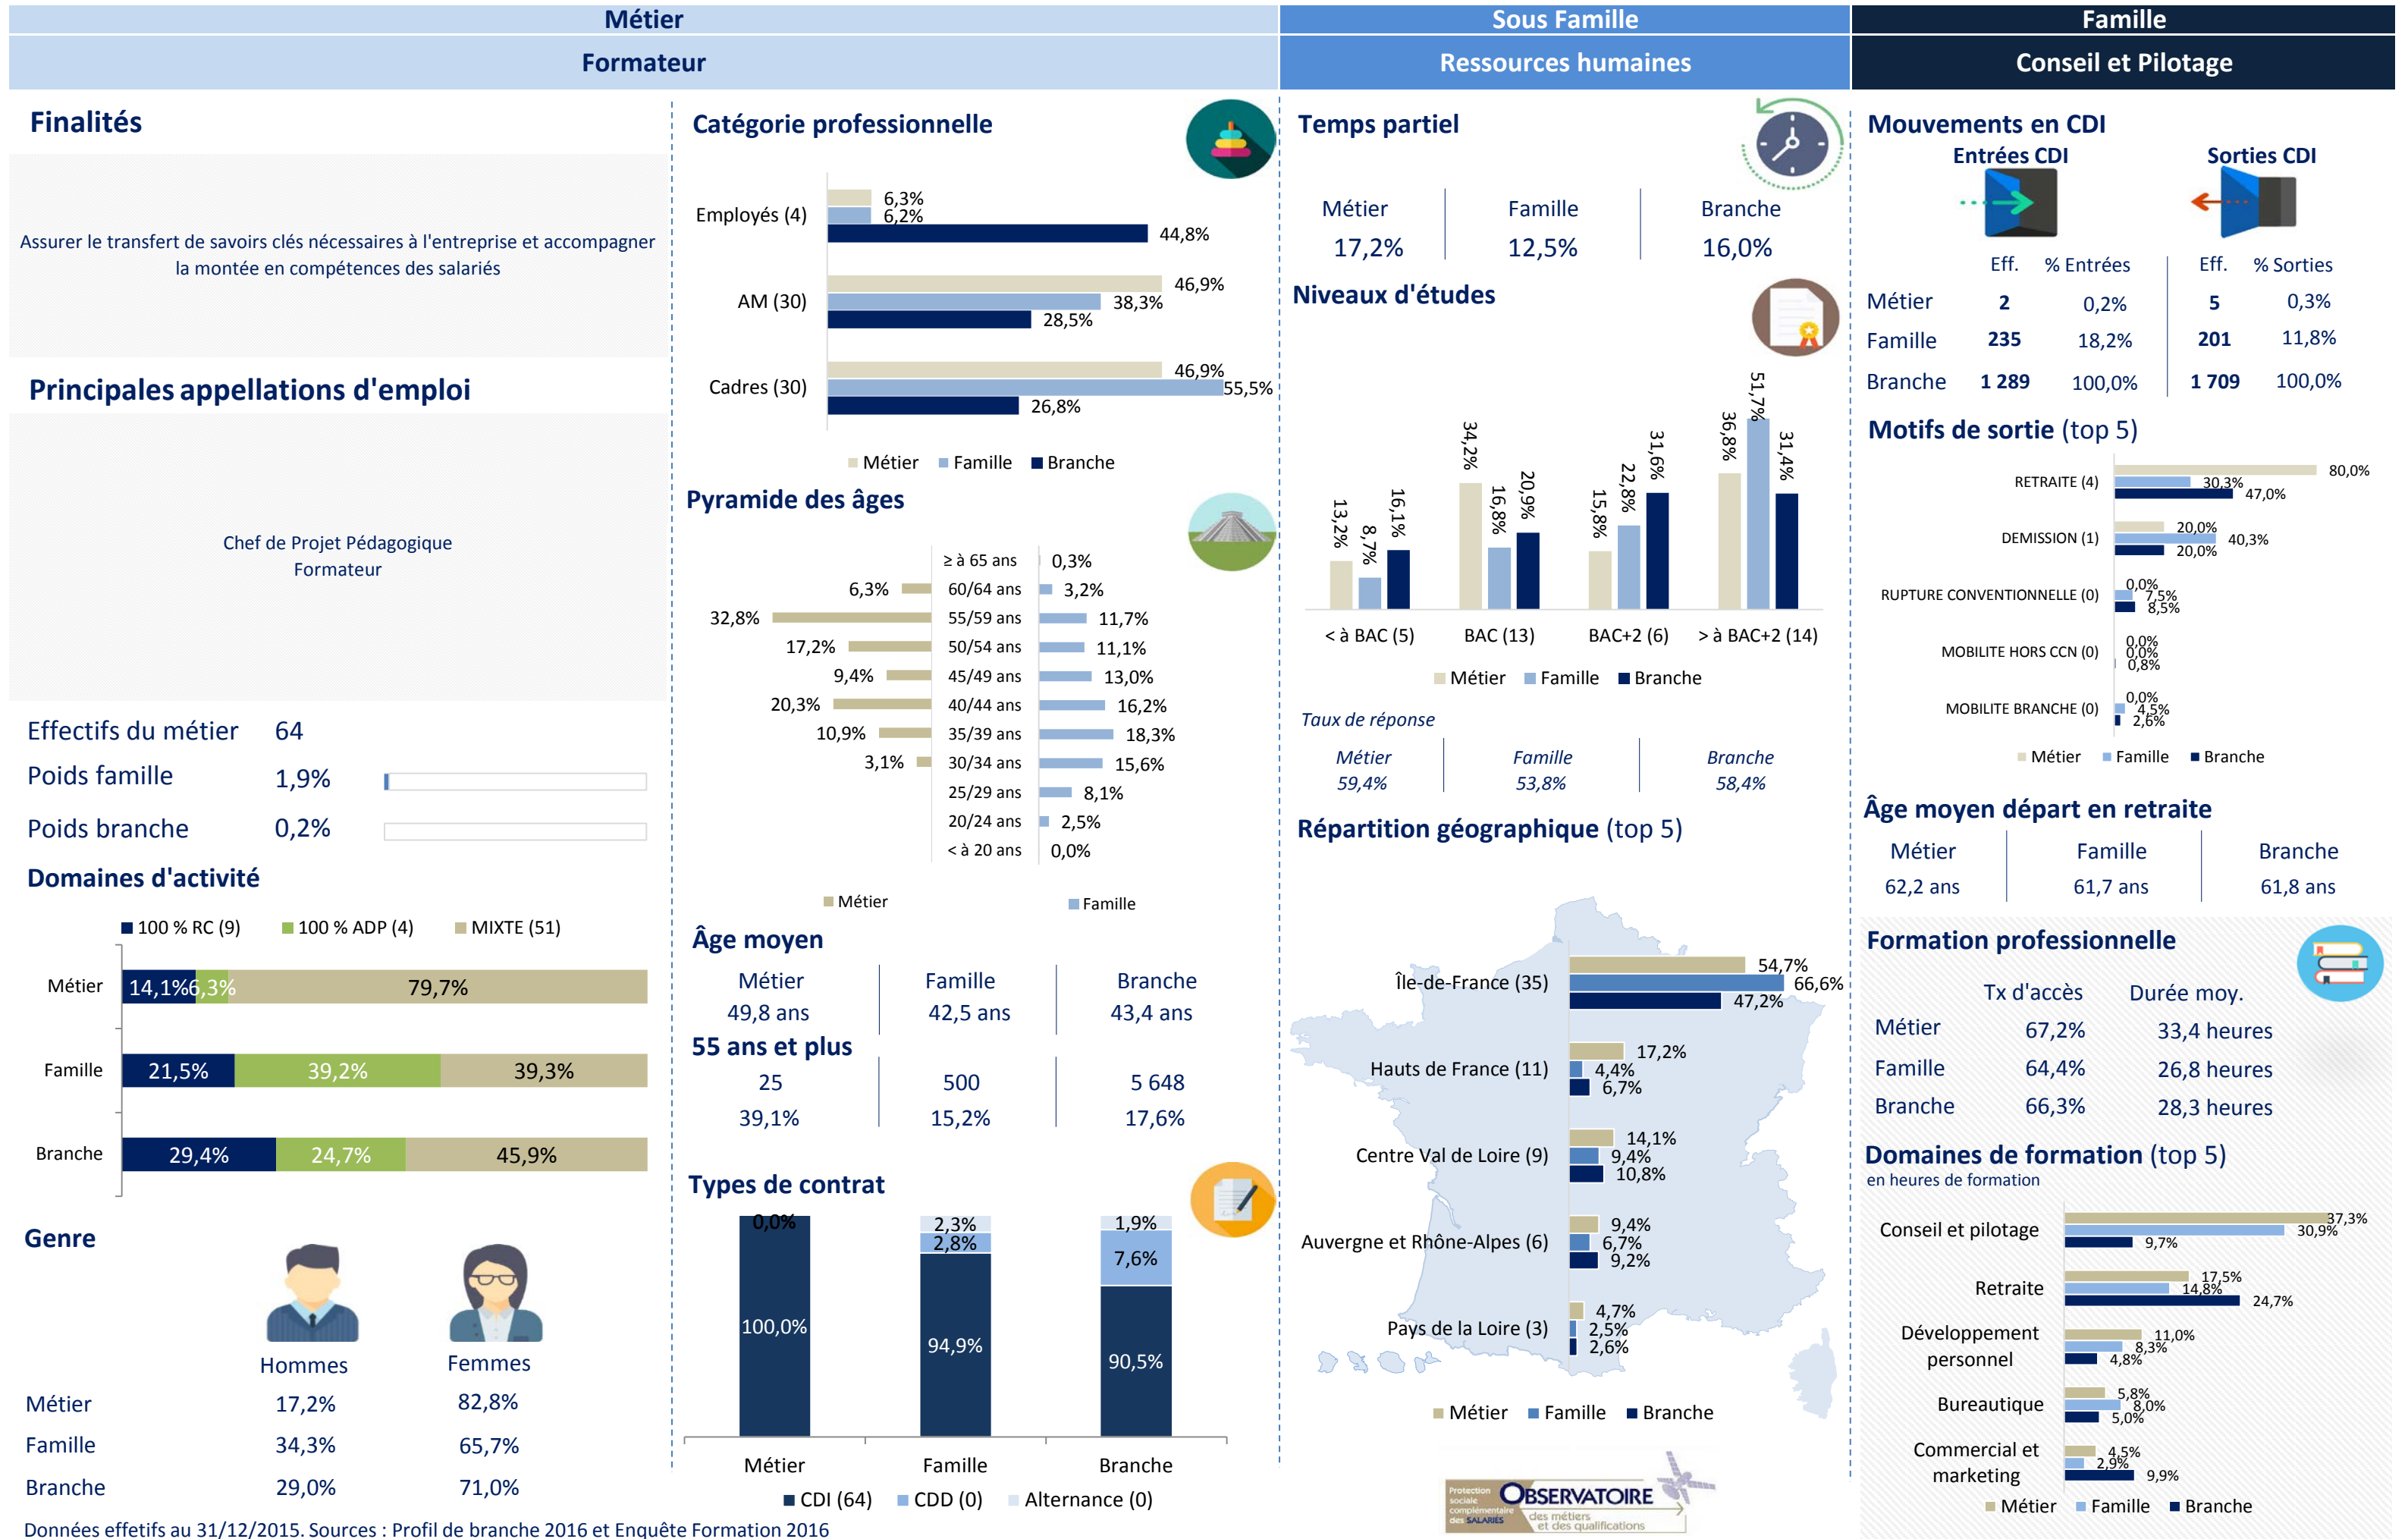 Métier
Sous Famille
Famille
Formateur
Ressources humaines
Conseil et Pilotage
Finalités
Assurer le transfert de savoirs clés nécessaires à l'entreprise et accompagner
la montée en compétences des salariés
Principales appellations d'emploi
Chef de Projet Pédagogique
Formateur
Effectifs du métier 64
Poids famille 1,9%
Poids branche 0,2%
Domaines d'activité
100 % RC (9) 100 % ADP (4) MIXTE (51)
Métier 14,1% 6,3% 79,7%
Famille 21,5% 39,2% 39,3%
Branche 29,4% 24,7% 45,9%
Genre
Hommes Femmes
Métier 17,2% 82,8%
Famille 34,3% 65,7%
Branche 29,0% 71,0%
Données effetifs au 31/12/2015. Sources : Profil de branche 2016 et Enquête Formation 2016
Catégorie professionnelle
Employés (4) 6,3%
6,2%
44,8%
AM (30) 46,9%
38,3%
28,5%
Cadres (30) 46,9%
55,5%
26,8%
Métier Famille Branche
Pyramide des âges
≥ à 65 ans 0,3%
6,3% 60/64 ans 3,2%
32,8% 55/59 ans 11,7%
17,2% 50/54 ans 11,1%
9,4% 45/49 ans 13,0%
20,3% 40/44 ans 16,2%
10,9% 35/39 ans 18,3%
3,1% 30/34 ans 15,6%
25/29 ans 8,1%
20/24 ans 2,5%
< à 20 ans 0,0%
Métier Famille
Âge moyen
Métier Famille Branche
49,8 ans 42,5 ans 43,4 ans
55 ans et plus
25 500 5 648
39,1% 15,2% 17,6%
Types de contrat
0,0% 2,3% 1,9%
2,8% 7,6%
100,0% 94,9% 90,5%
Métier Famille Branche
CDI (64) CDD (0) Alternance (0)
Temps partiel
Métier Famille Branche
17,2% 12,5% 16,0%
Niveaux d'études
13,2% 8,7% 16,1% 34,2% 16,8% 20,9% 15,8% 22,8% 31,6% 36,8% 51,7% 31,4%
< à BAC (5) BAC (13) BAC+2 (6) > à BAC+2 (14)
Métier Famille Branche
Taux de réponse
Métier Famille Branche
59,4% 53,8% 58,4%
Répartition géographique (top 5)
Île-de-France (35) 54,7%
66,6%
47,2%
Hauts de France (11) 17,2%
4,4%
6,7%
Centre Val de Loire (9) 14,1%
9,4%
10,8%
Auvergne et Rhône-Alpes (6) 9,4%
6,7%
9,2%
Pays de la Loire (3) 4,7%
2,5%
2,6%
Métier Famille Branche
Protection
sociale
complémentaire
des SALARIÉS
OBSERVATOIRE
des métiers
et des qualifications
Mouvements en CDI
Entrées CDI Sorties CDI
Eff. % Entrées Eff. % Sorties
Métier 2 0,2% 5 0,3%
Famille 235 18,2% 201 11,8%
Branche 1 289 100,0% 1 709 100,0%
Motifs de sortie (top 5)
RETRAITE (4) 80,0%
30,3%
47,0%
DEMISSION (1) 20,0%
40,3%
20,0%
RUPTURE CONVENTIONNELLE (0) 0,0%
7,5%
8,5%
MOBILITE HORS CCN (0) 0,0%
0,0%
0,8%
MOBILITE BRANCHE (0) 0,0%
4,5%
2,6%
Métier Famille Branche
Âge moyen départ en retraite
Métier Famille Branche
62,2 ans 61,7 ans 61,8 ans
Formation professionnelle
Tx d'accès Durée moy.
Métier 67,2% 33,4 heures
Famille 64,4% 26,8 heures
Branche 66,3% 28,3 heures
Domaines de formation (top 5)
en heures de formation
Conseil et pilotage 37,3%
30,9%
9,7%
Retraite 17,5%
14,8%
24,7%
Développement
personnel
11,0%
8,3%
4,8%
Bureautique 5,8%
8,0%
5,0%
Commercial et
marketing
4,5%
2,9%
9,9%
Métier Famille Branche